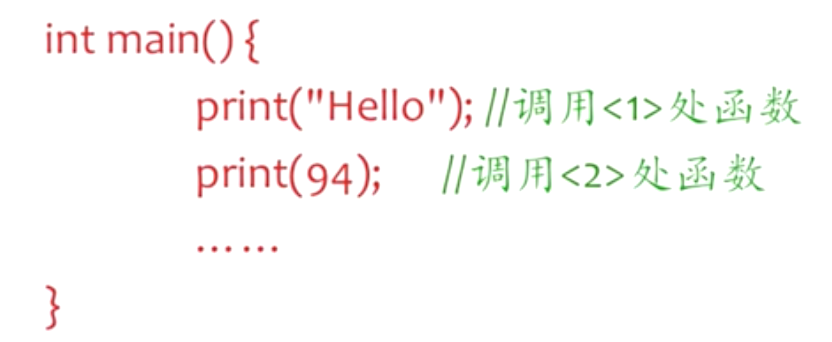 int main() {
print("Hello"); //调用<1>处函数
print(94); //调用<2>处函数
... ...
}